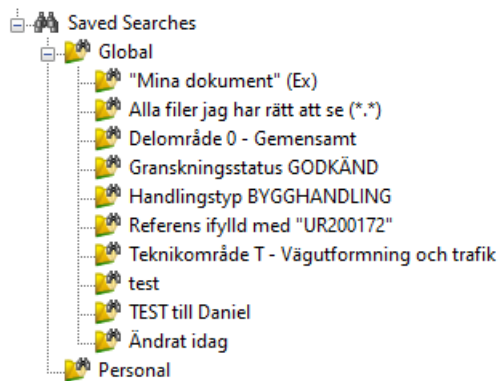 Saved Searches
Global
"Mina dokument" (Ex)
Alla filer jag har rätt att se (*.*)
Delområde 0 - Gemensamt
Granskningsstatus GODKÄND
Handlingstyp BYGGHANDLING
Referens ifylld med "UR200172"
Teknikområde T - Vägutformning och trafik
test
TEST till Daniel
Ändrat idag
Personal